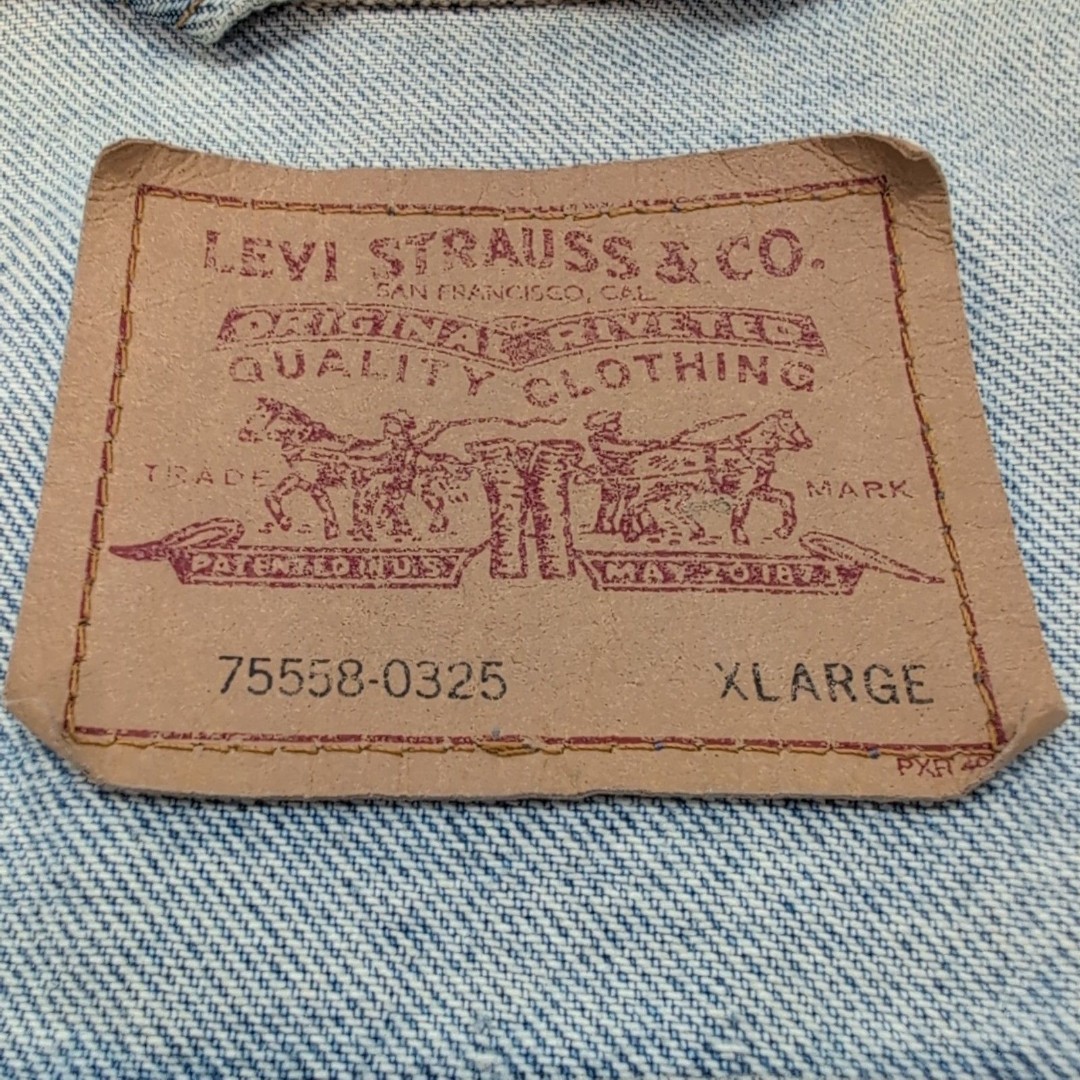 LEVI STRAUSS & CO.
SAN FRANCISCO, CAL.
ORIGINAL RIVETED
QUALITY CLOTHING
TRADE MARK
PATENTED IN U.S. MAY 20 1873
75558-0325 XLARGE